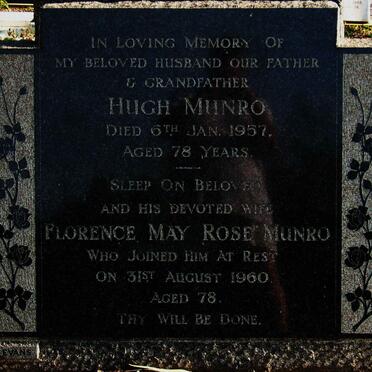 In Loving Memory Of
My beloved husband our father
& grandfather
Hugh Munro
Died 6th Jan. 1957.
Aged 78 Years.
Sleep On Beloved
and his devoted wife
Florence May Rose Munro
Who Joined Him At Rest
On 31st August 1960.
Aged 78.
Thy Will Be Done.
EVANS